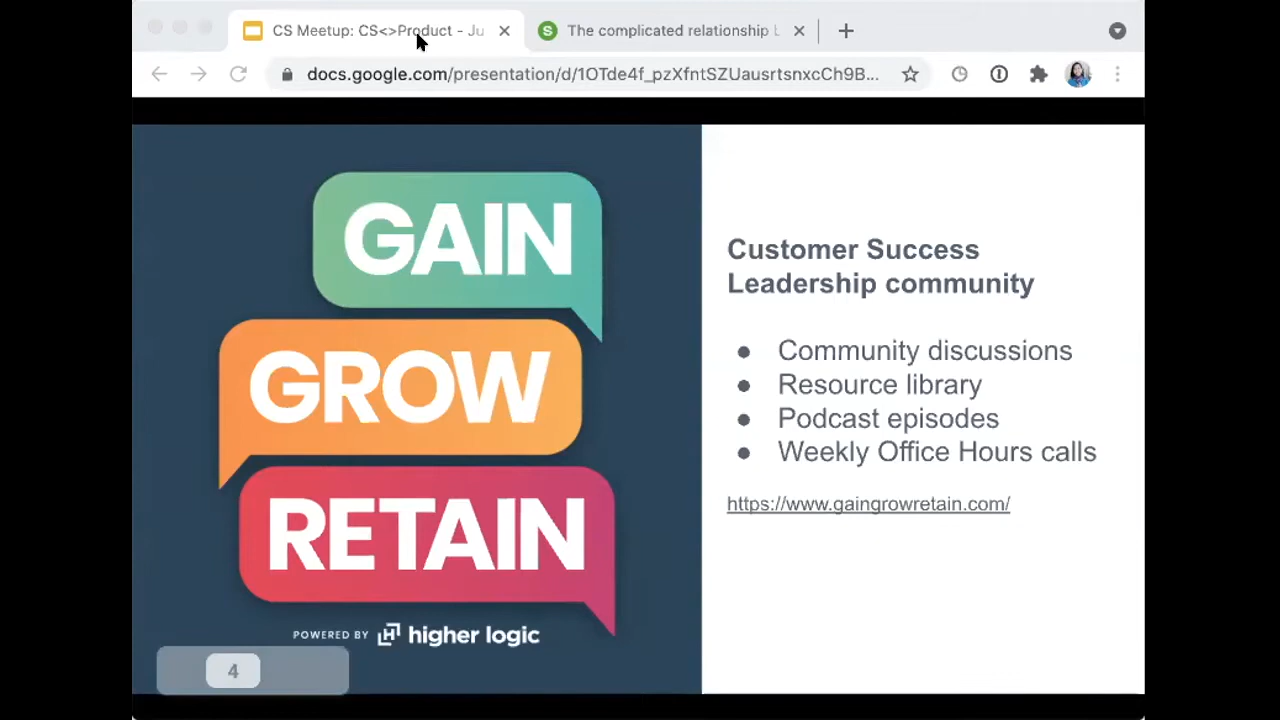 CS Meetup: CS<>Product - Ju
The complicated relationship
docs.google.com/presentation/d/1OTde4f_pzXfntSZUausrtsnxcCh9B...
GAIN
GROW
RETAIN
POWERED BY higher logic
4
Customer Success
Leadership community
● Community discussions
● Resource library
● Podcast episodes
● Weekly Office Hours calls
https://www.gaingrowretain.com/